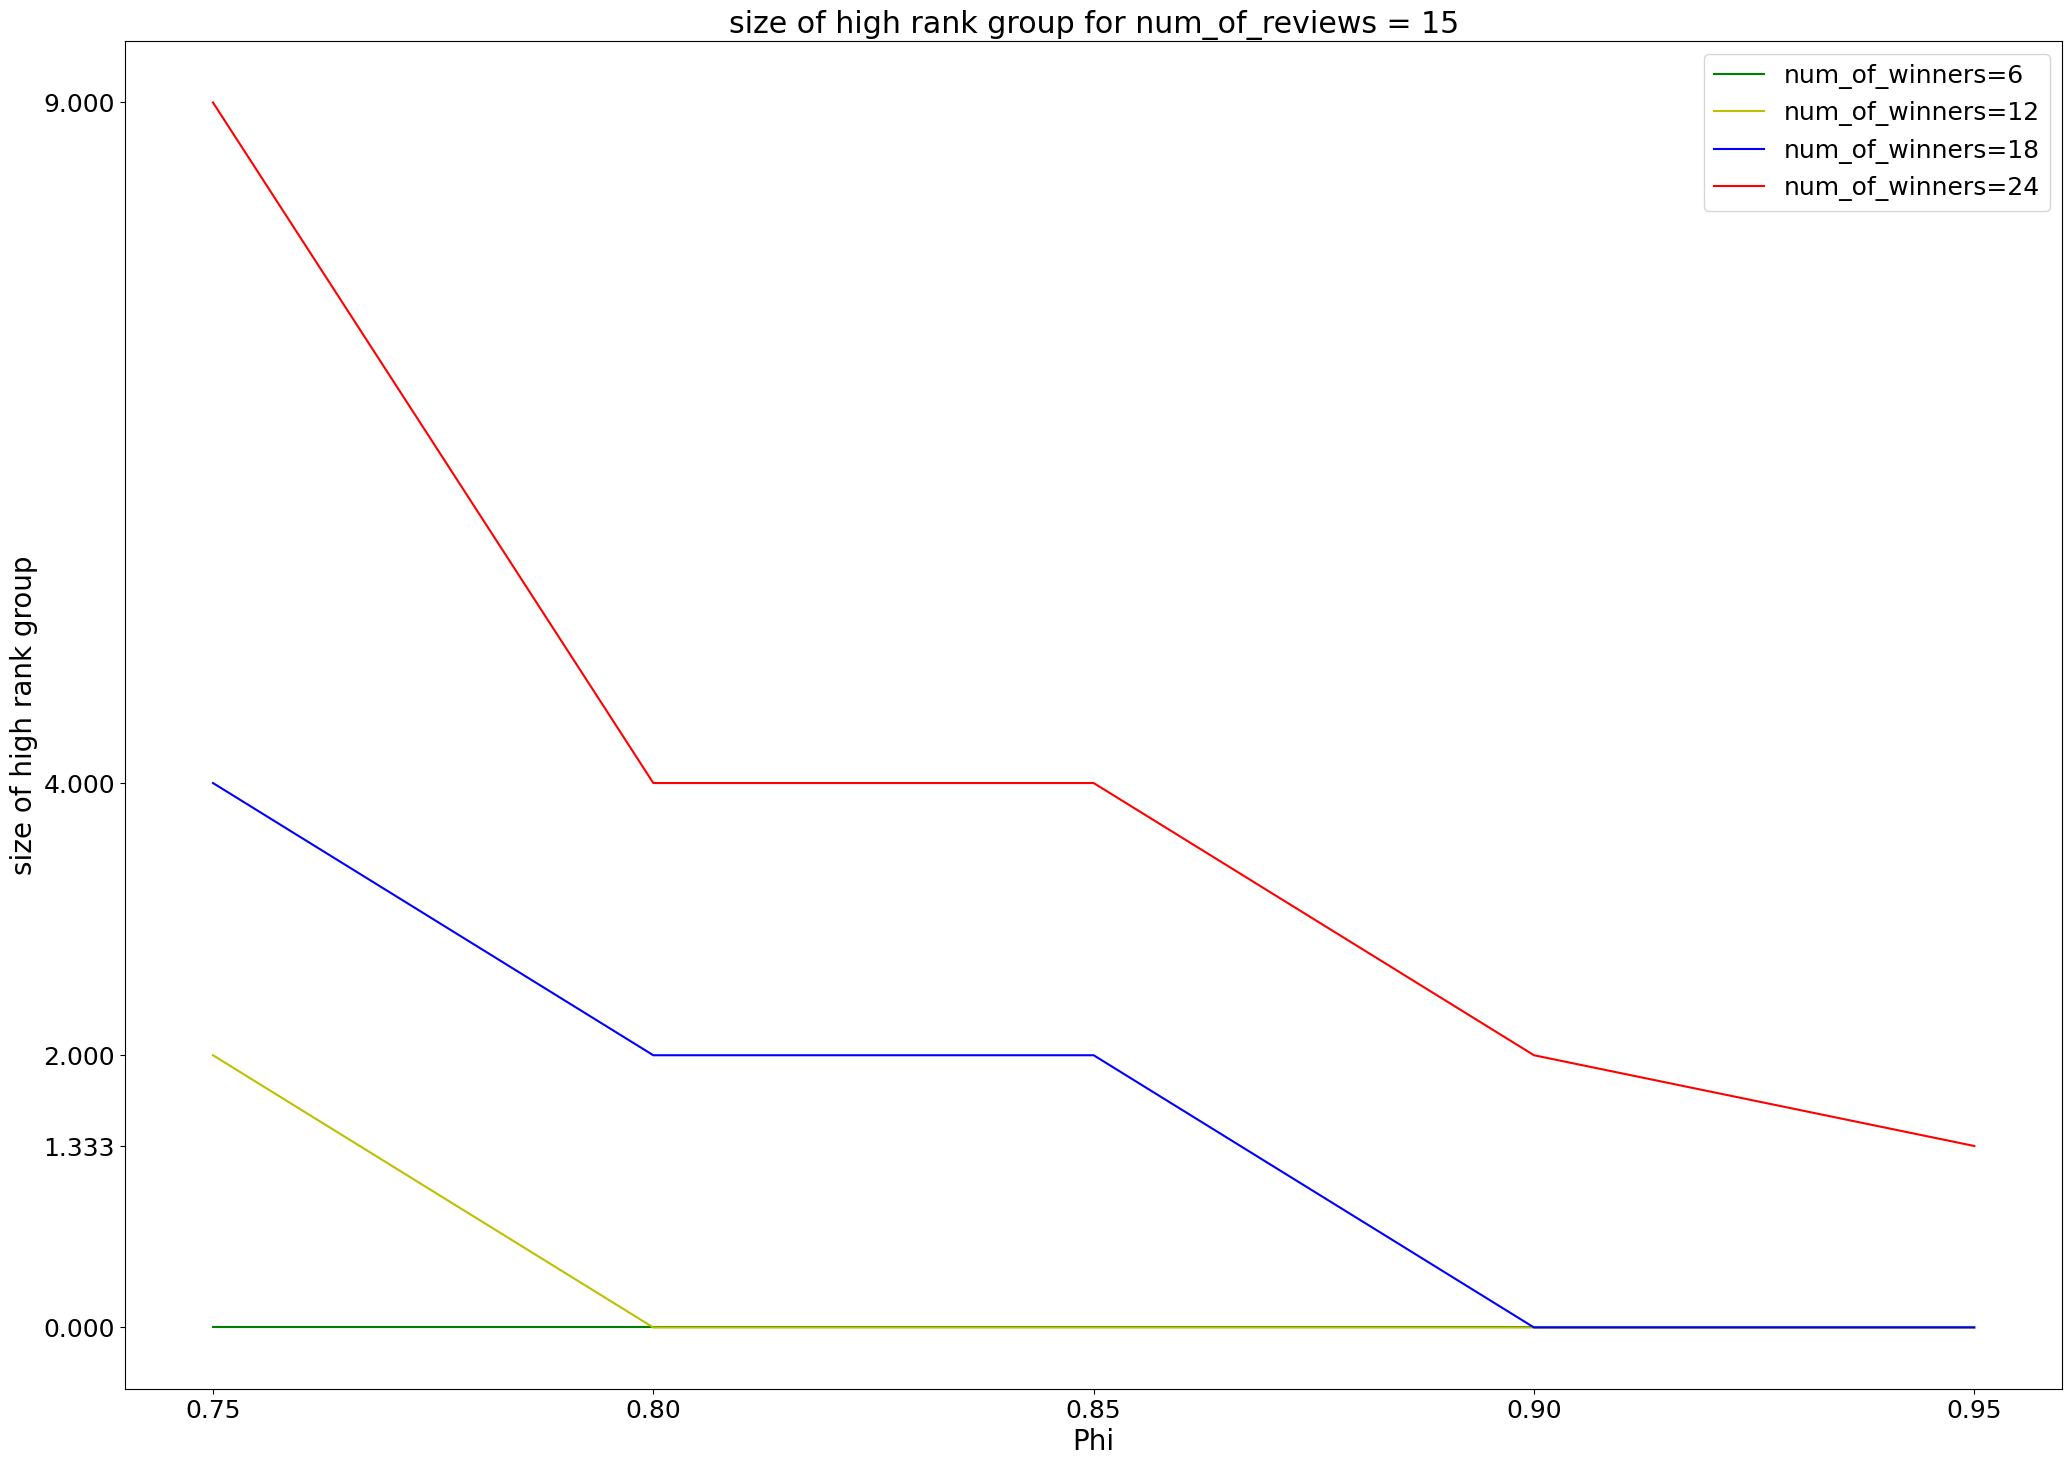 size of high rank group for num_of_reviews = 15
num_of_winners=6
num_of_winners=12
num_of_winners=18
num_of_winners=24
size of high rank group
9.000
4.000
2.000
1.333
0.000
0.75 0.80 0.85 0.90 0.95
Phi